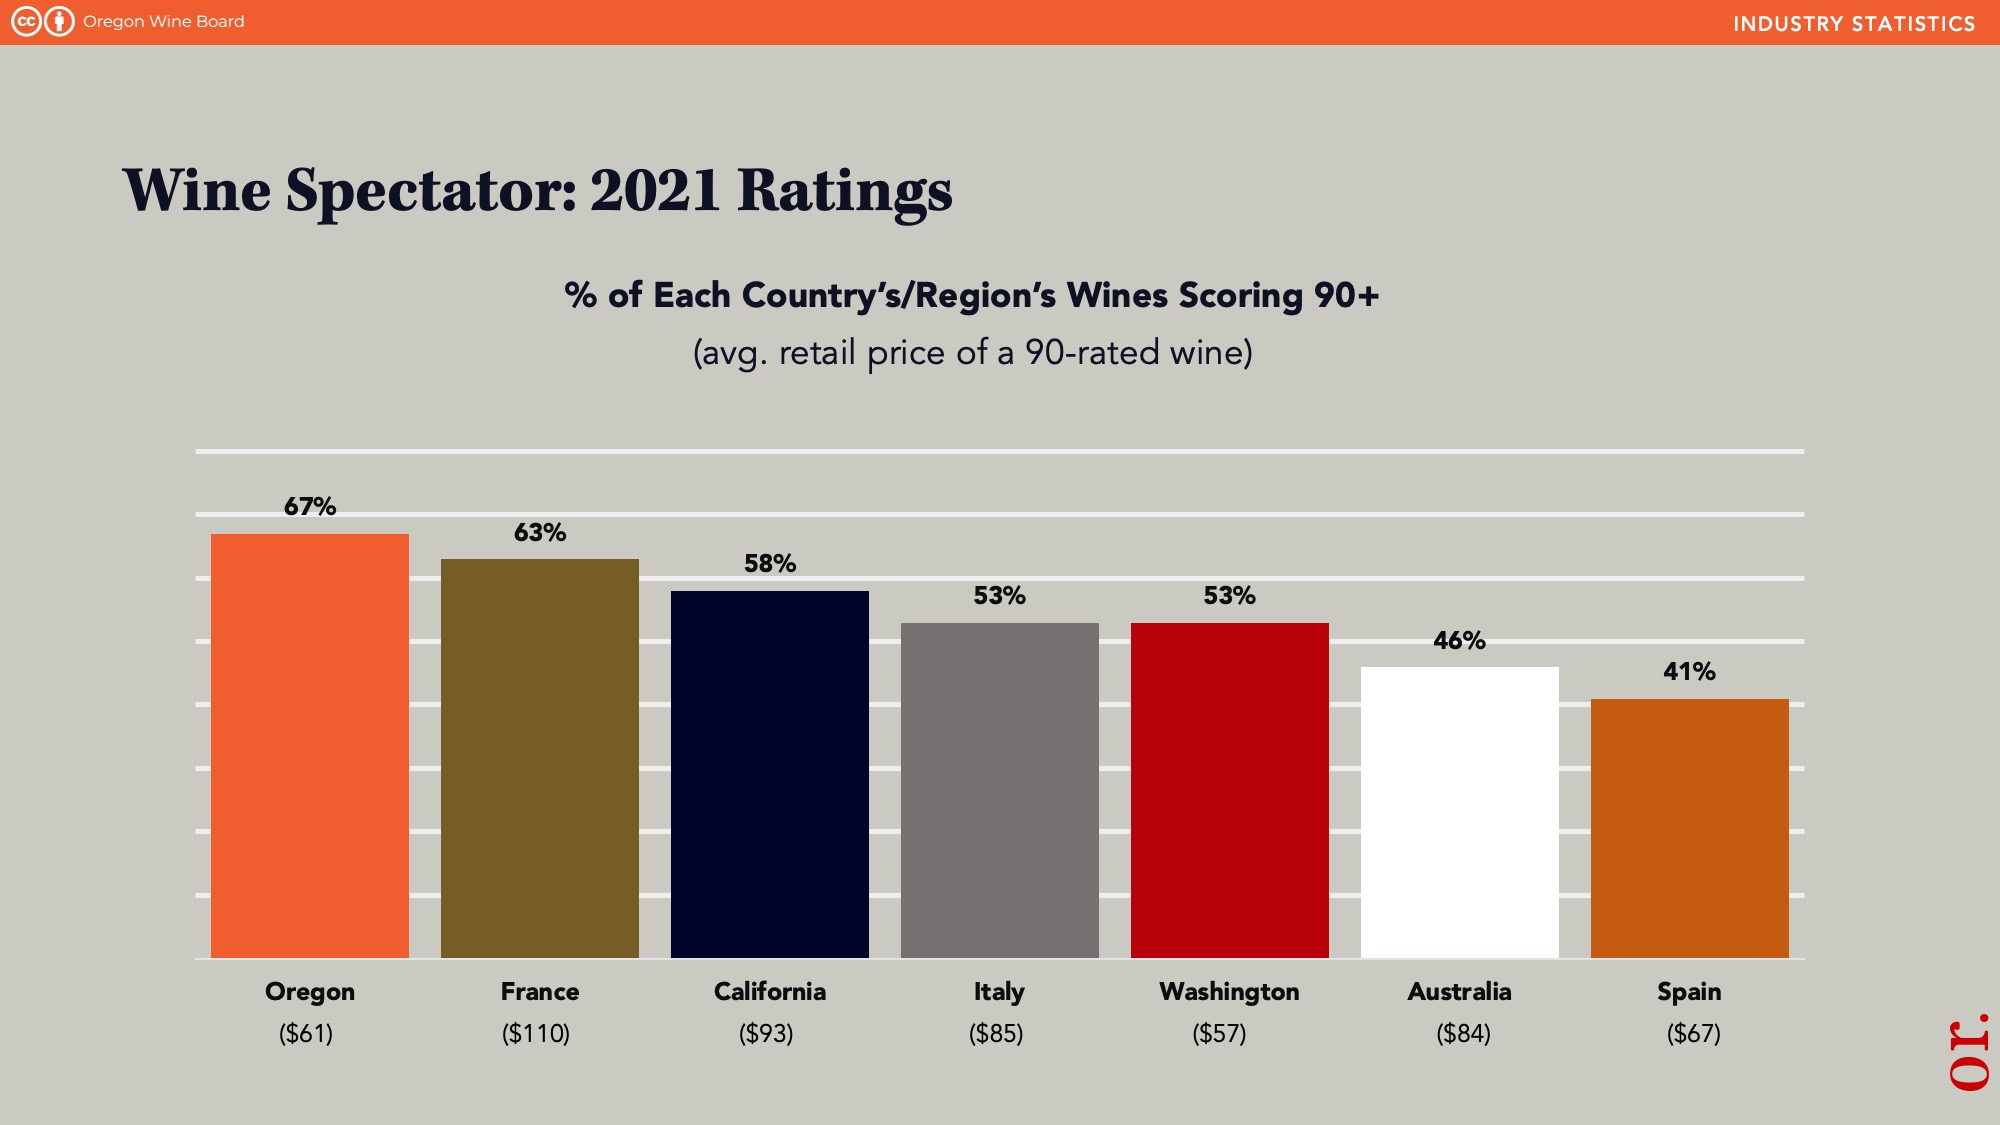 cc Oregon Wine Board
INDUSTRY STATISTICS
Wine Spectator: 2021 Ratings
% of Each Country’s/Region’s Wines Scoring 90+
(avg. retail price of a 90-rated wine)
67%
63%
58%
53%
53%
46%
41%
Oregon France California Italy Washington Australia Spain
($61) ($110) ($93) ($85) ($57) ($84) ($67)
or.